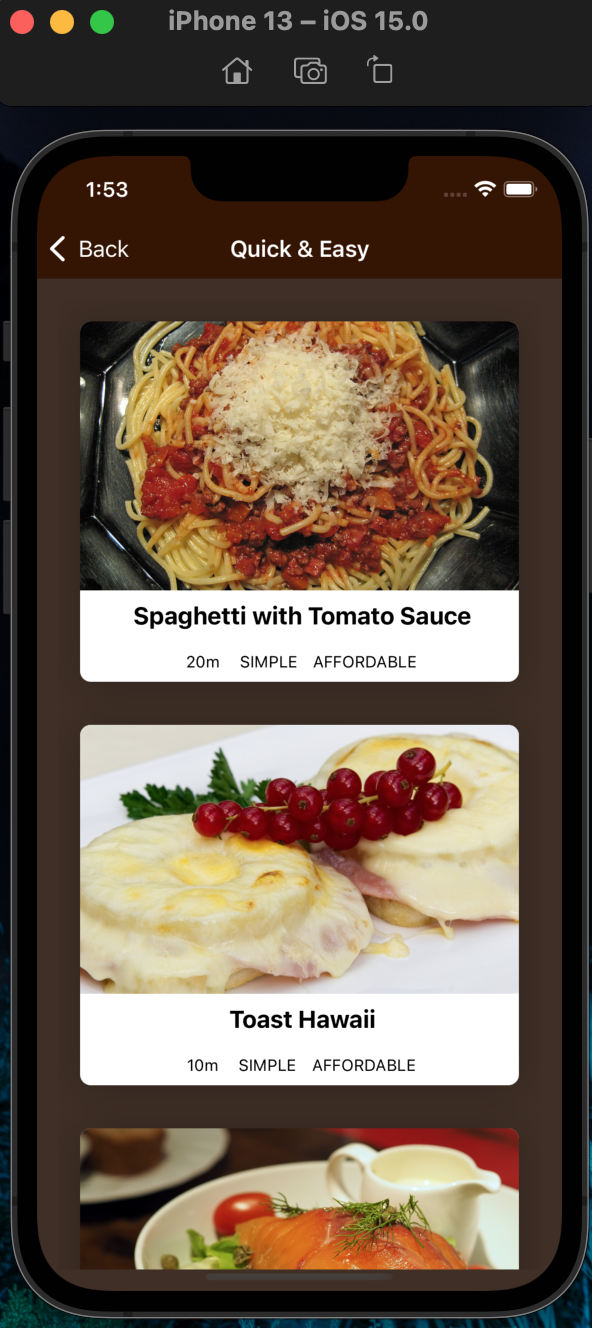 iPhone 13 – iOS 15.0
1:53
Back
Quick & Easy
Spaghetti with Tomato Sauce
20m SIMPLE AFFORDABLE
Toast Hawaii
10m SIMPLE AFFORDABLE